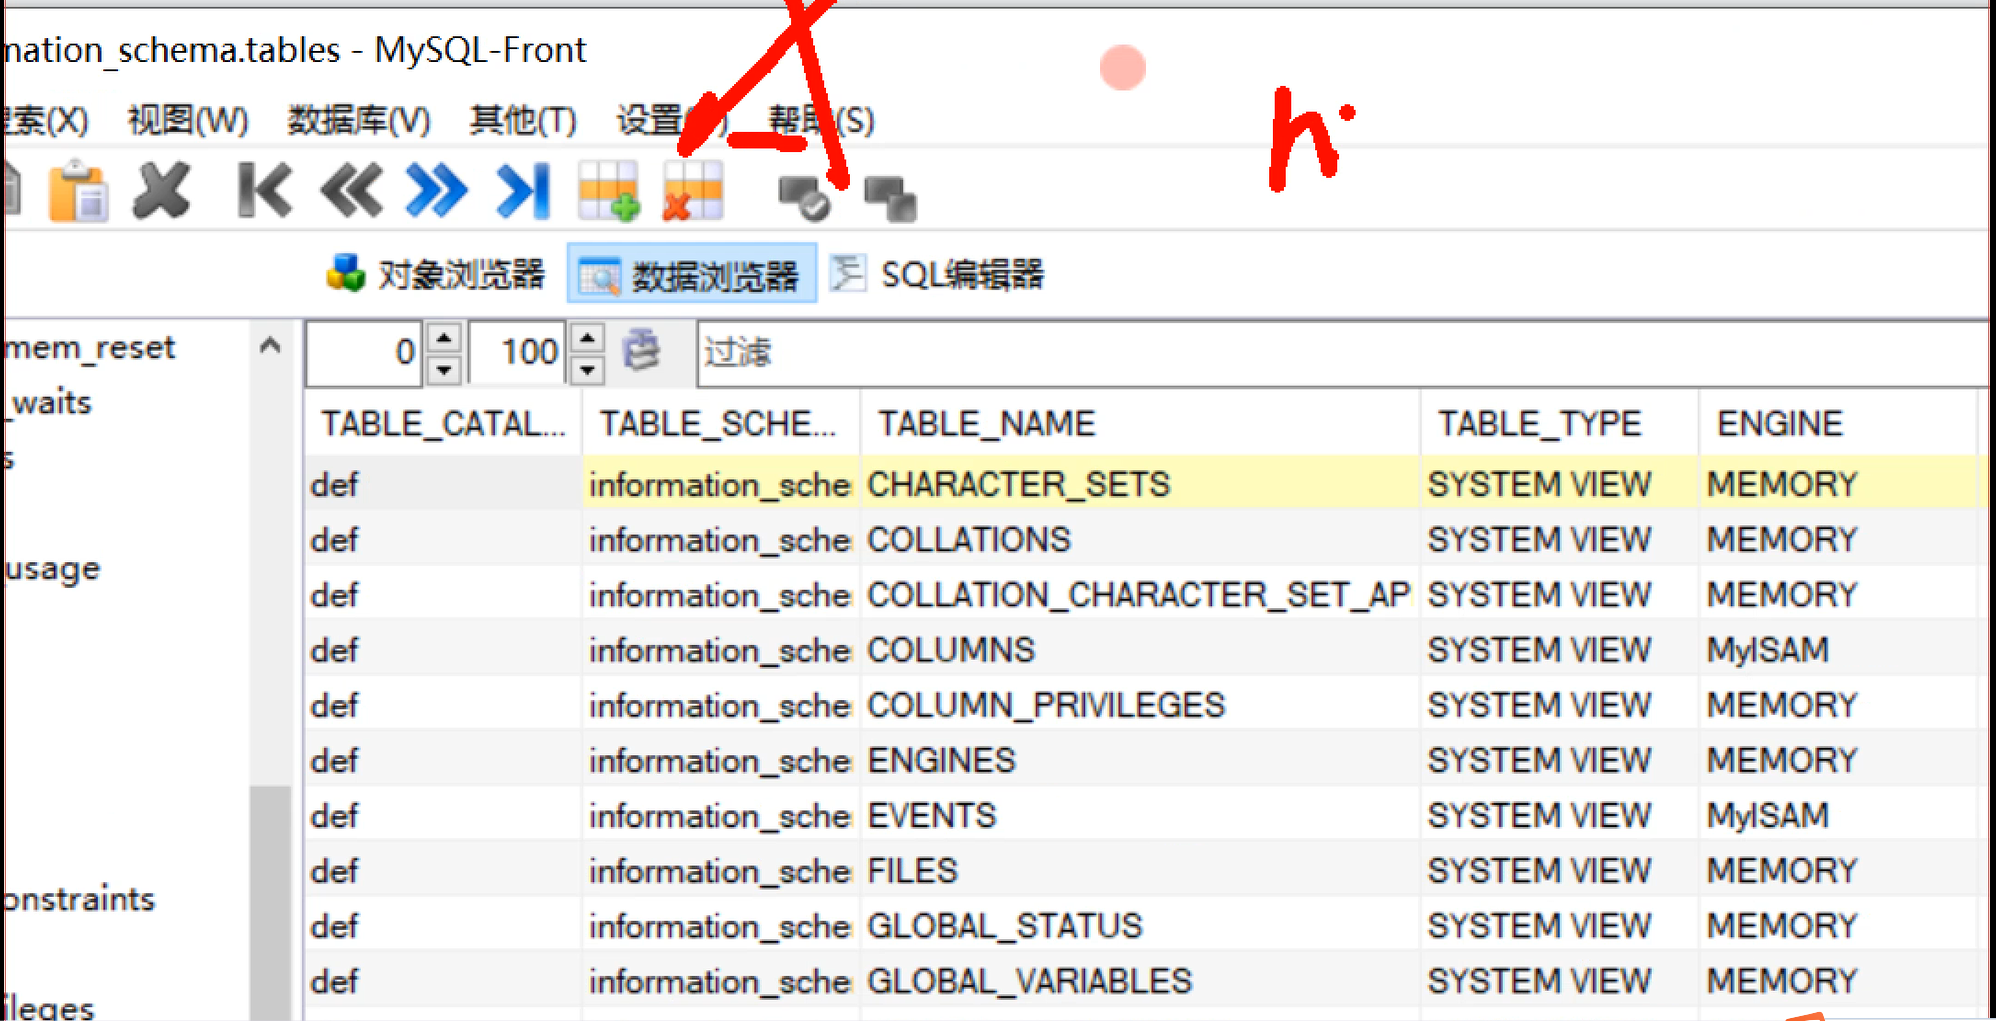 mation_schema.tables - MySQL-Front
索(X) 视图(W) 数据库(V) 其他(T) 设置 帮助(S)
对象浏览器 数据浏览器 SQL编辑器
mem_reset
_waits
s
usage
onstraints
ileges
0 100 过滤
TABLE_CATAL... TABLE_SCHE... TABLE_NAME TABLE_TYPE ENGINE
def information_sche CHARACTER_SETS SYSTEM VIEW MEMORY
def information_sche COLLATIONS SYSTEM VIEW MEMORY
def information_sche COLLATION_CHARACTER_SET_AP SYSTEM VIEW MEMORY
def information_sche COLUMNS SYSTEM VIEW MyISAM
def information_sche COLUMN_PRIVILEGES SYSTEM VIEW MEMORY
def information_sche ENGINES SYSTEM VIEW MEMORY
def information_sche EVENTS SYSTEM VIEW MyISAM
def information_sche FILES SYSTEM VIEW MEMORY
def information_sche GLOBAL_STATUS SYSTEM VIEW MEMORY
def information_sche GLOBAL_VARIABLES SYSTEM VIEW MEMORY